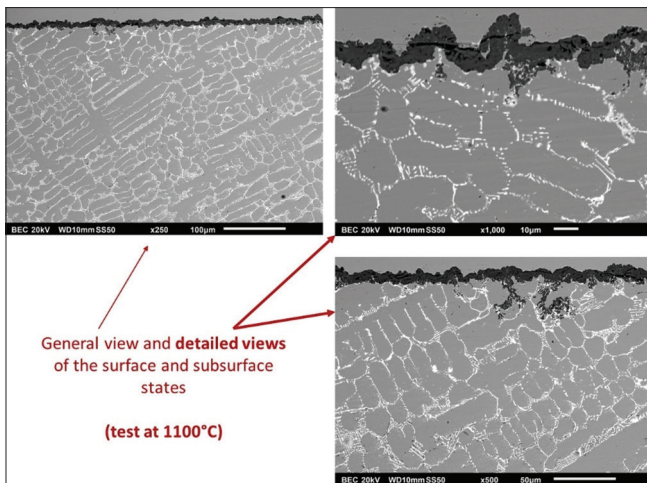 BEC 20kV WD10mm SS50 x250 100µm
BEC 20kV WD10mm SS50 x1,000 10µm
General view and detailed views
of the surface and subsurface
states
(test at 1100°C)
BEC 20kV WD10mm SS50 x500 50µm